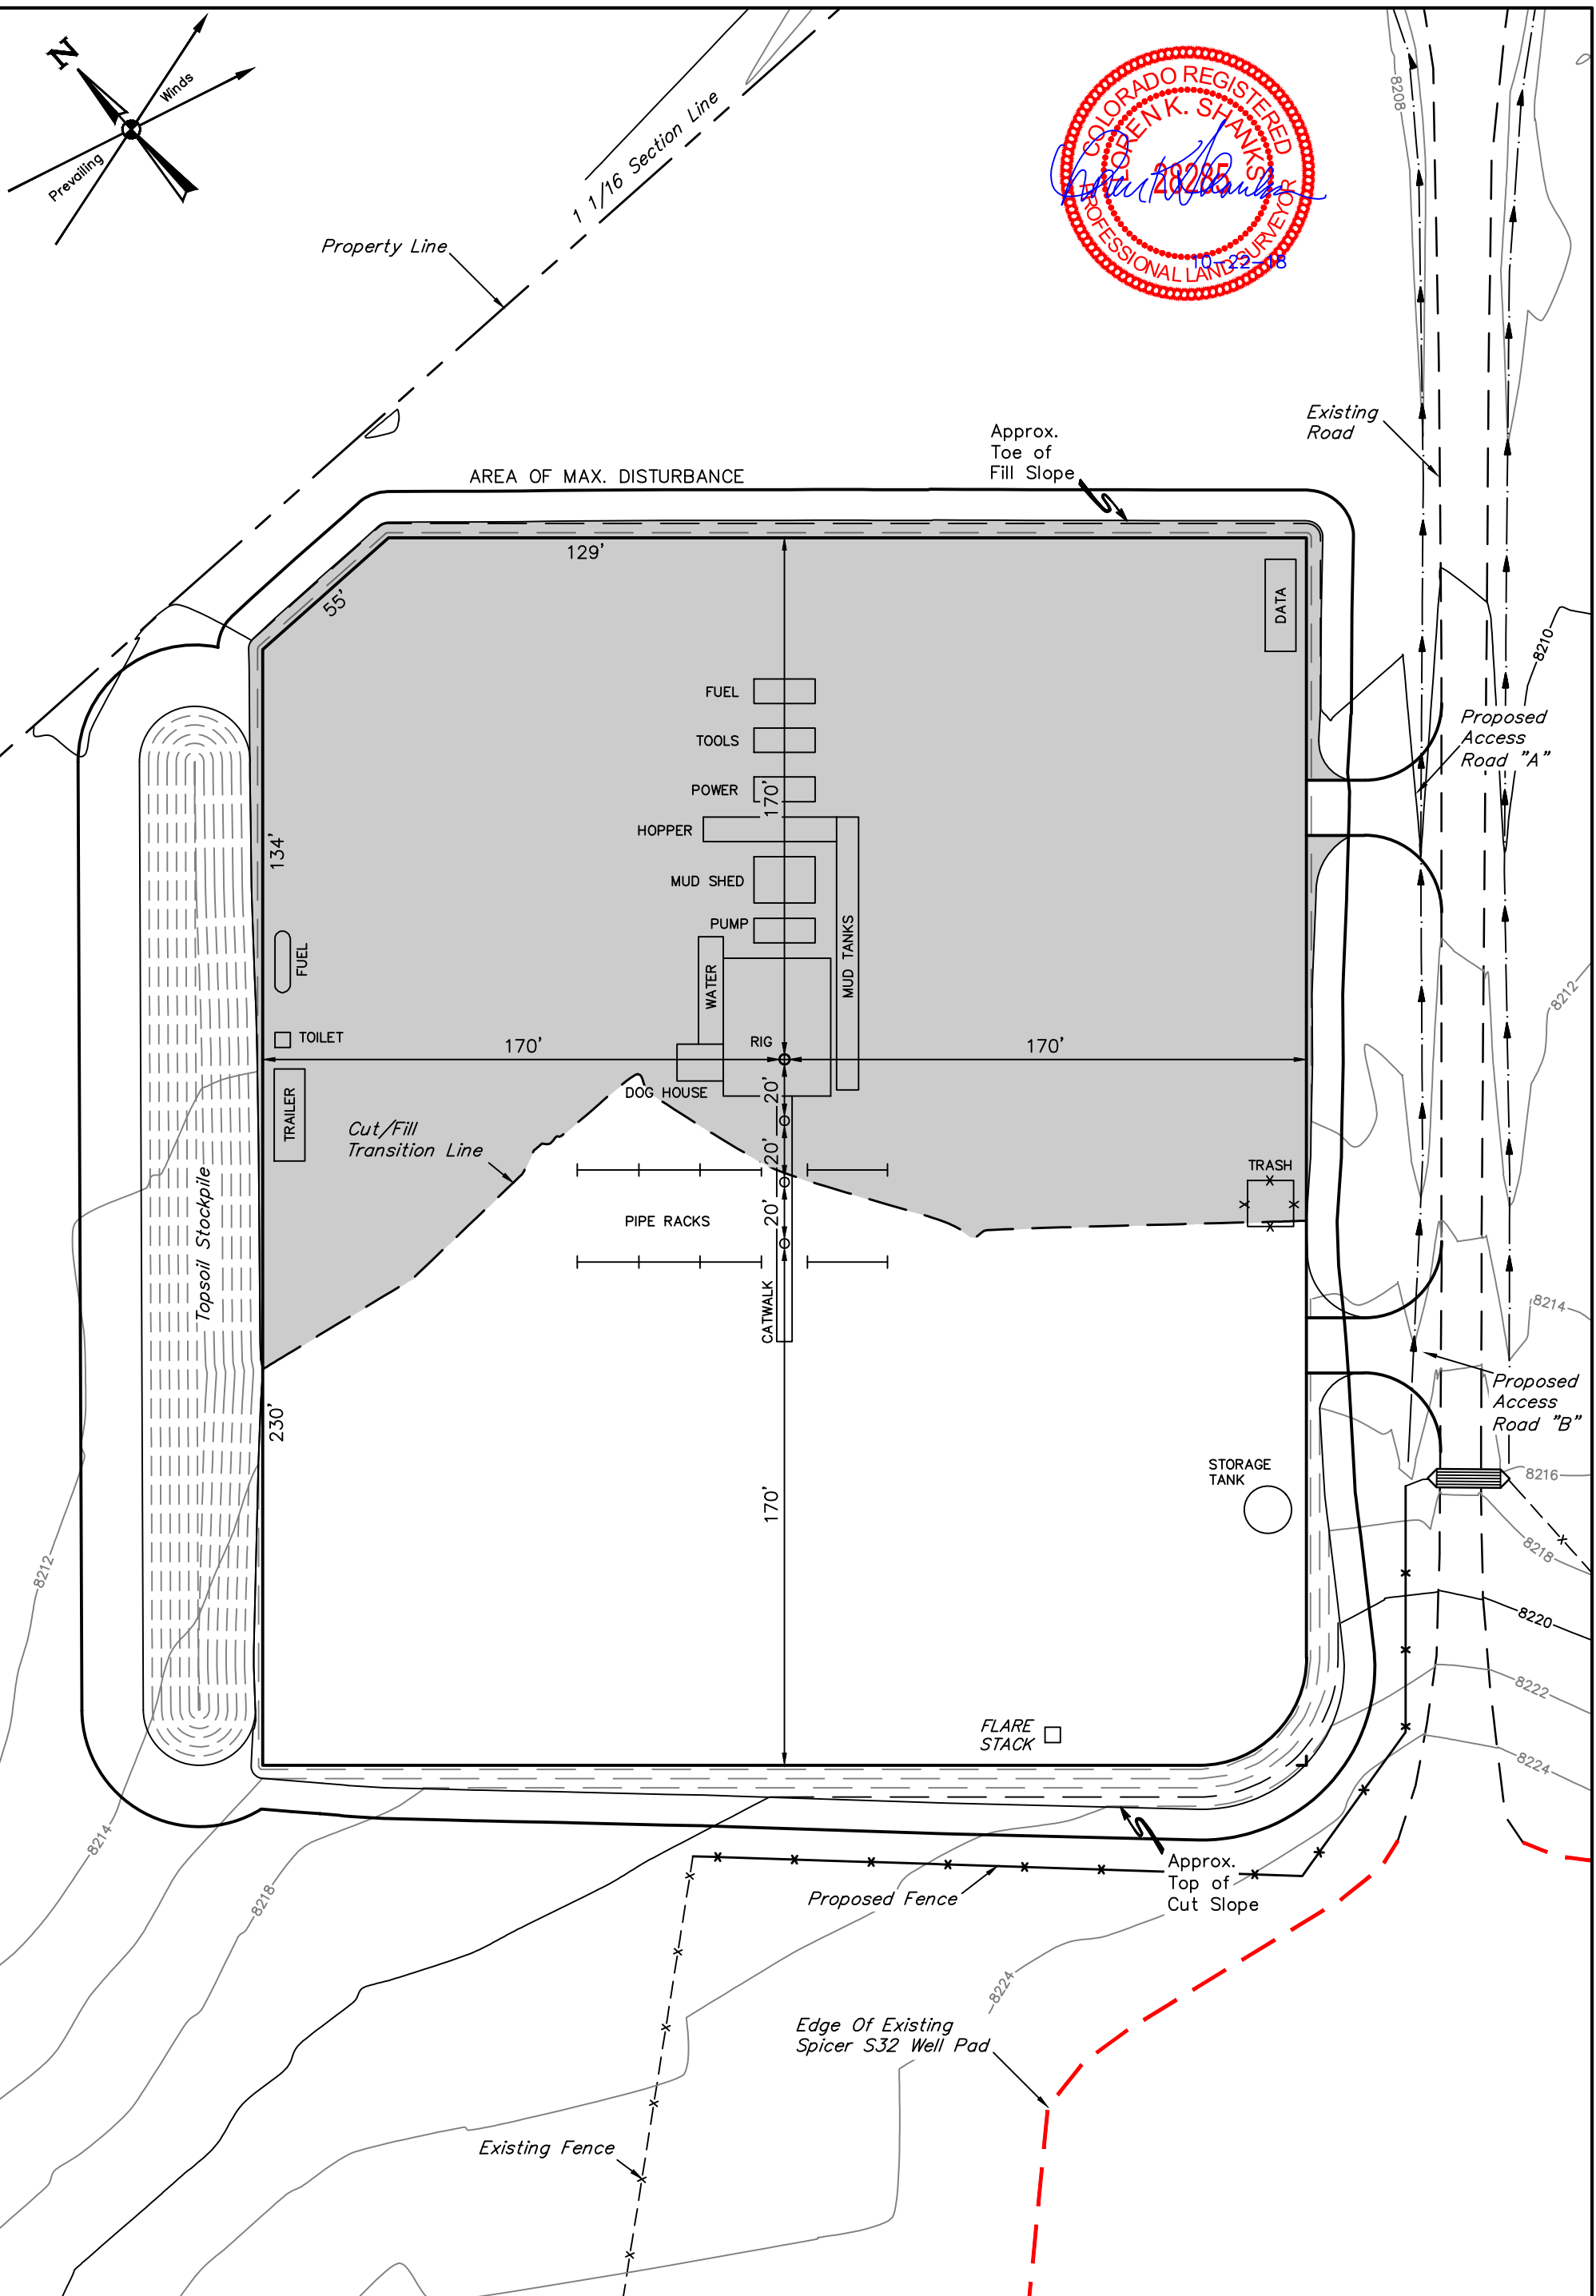 N
Winds
Prevailing
COLORADO REGISTERED
LOREN K. SHANKS
28285
PROFESSIONAL LAND SURVEYOR
10-22-18
1 1/16 Section Line
Property Line
8208
Existing
Road
Approx.
Toe of
Fill Slope
AREA OF MAX. DISTURBANCE
129'
55'
DATA
8210
FUEL
TOOLS
POWER
170'
HOPPER
MUD SHED
PUMP
WATER
MUD TANKS
Proposed
Access
Road "A"
134'
FUEL
TOILET
170'
RIG
170'
8212
DOG HOUSE
20'
TRAILER
Cut/Fill
Transition Line
20'
TRASH
PIPE RACKS
20'
Topsoil Stockpile
CATWALK
8214
Proposed
Access
Road "B"
230'
STORAGE
TANK
8216
170'
8218
8212
8220
8222
FLARE
STACK
8224
8214
Approx.
Top of
Cut Slope
Proposed Fence
8218
8224
Edge Of Existing
Spicer S32 Well Pad
Existing Fence